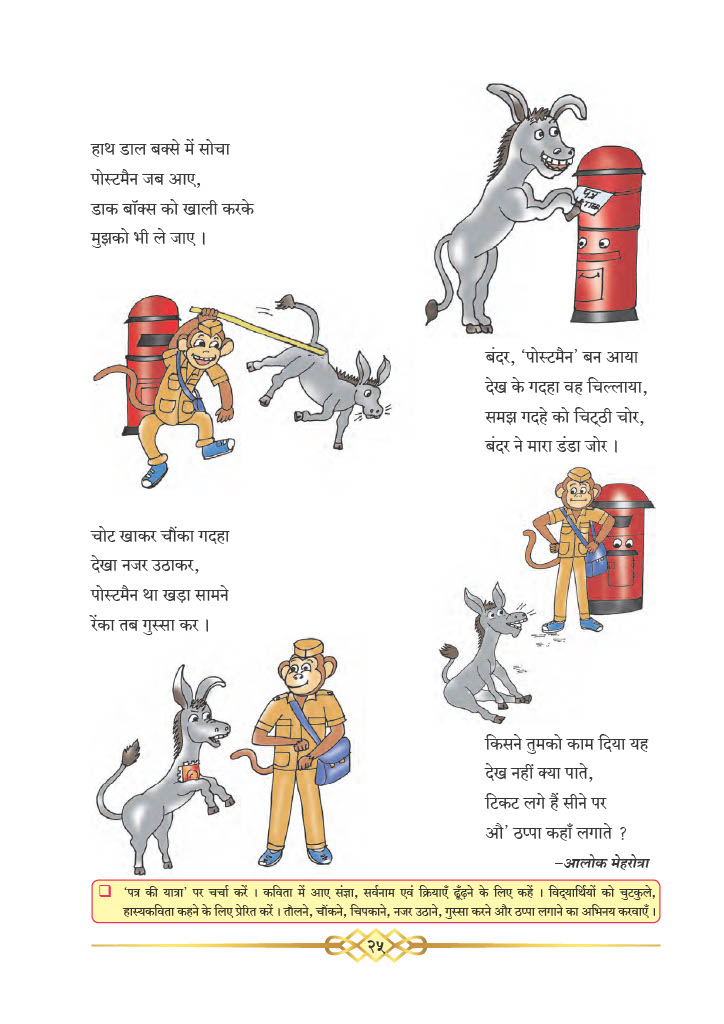 हाथ डाल बक्से में सोचा
पोस्टमैन जब आए,
डाक बॉक्स को खाली करके
मुझको भी ले जाए ।
पत्र
LETTER
बंदर, ‘पोस्टमैन’ बन आया
देख के गदहा वह चिल्लाया,
समझ गदहे को चिट्ठी चोर,
बंदर ने मारा डंडा जोर ।
चोट खाकर चौंका गदहा
देखा नजर उठाकर,
पोस्टमैन था खड़ा सामने
रेंका तब गुस्सा कर ।
किसने तुमको काम दिया यह
देख नहीं क्या पाते,
टिकट लगे हैं सीने पर
औ’ ठप्पा कहाँ लगाते ?
–आलोक मेहरोत्रा
‘पत्र की यात्रा’ पर चर्चा करें । कविता में आए संज्ञा, सर्वनाम एवं क्रियाएँ ढूँढ़ने के लिए कहें । विद्यार्थियों को चुटकुले,
हास्यकविता कहने के लिए प्रेरित करें । तौलने, चौंकने, चिपकाने, नजर उठाने, गुस्सा करने और ठप्पा लगाने का अभिनय करवाएँ ।
२५